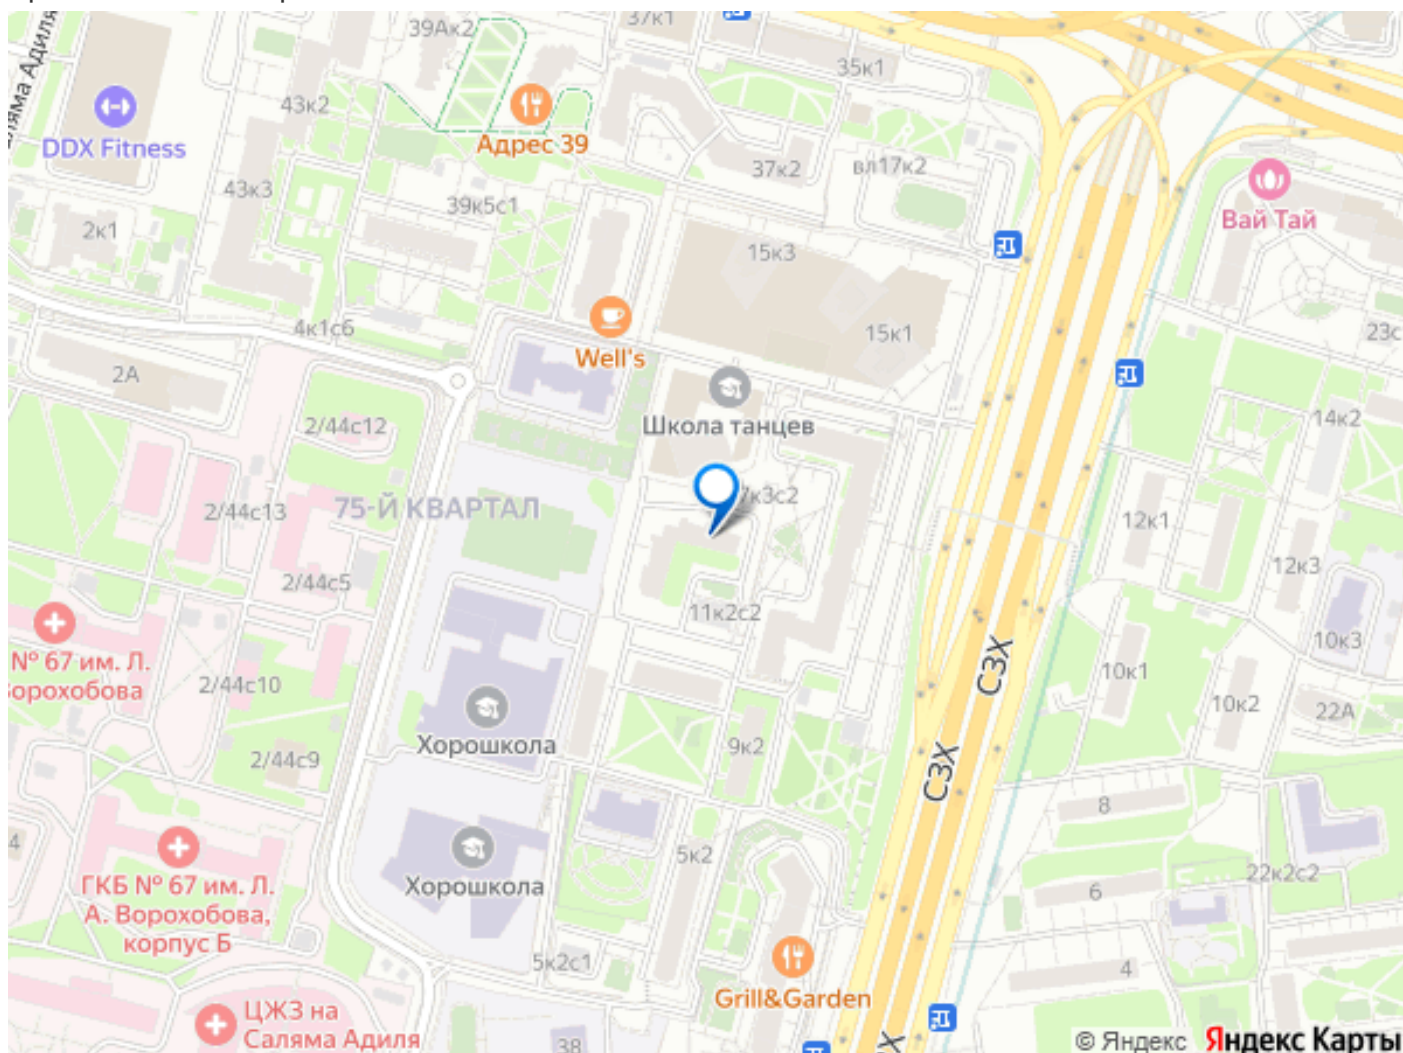 39Ак2
37к1
35к1
43к2
DDX Fitness
Адрес 39
37к2
вл17к2
43к3
39к5с1
Вай Тай
2к1
15к3
4к1с6
15к1
23с
Well's
2А
14к2
2/44с12
Школа танцев
75-Й КВАРТАЛ
7к3с2
2/44с13
12к1
12к3
2/44с5
11к2с2
10к3
№ 67 им. Л.
орохобова
2/44с10
СЗХ
10к1
10к2
22А
Хорошкола
9к2
2/44с9
СЗХ
8
4
5к2
ГКБ № 67 им. Л.
А. Ворохобова,
корпус Б
Хорошкола
22к2с2
6
5к2с1
4
Grill&Garden
ЦЖЗ на
Саляма Адиля
38
© Яндекс Яндекс Карты